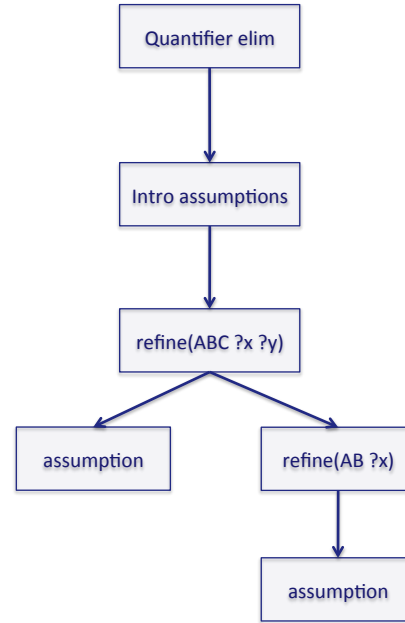 Quantifier elim
Intro assumptions
refine(ABC ?x ?y)
assumption
refine(AB ?x)
assumption